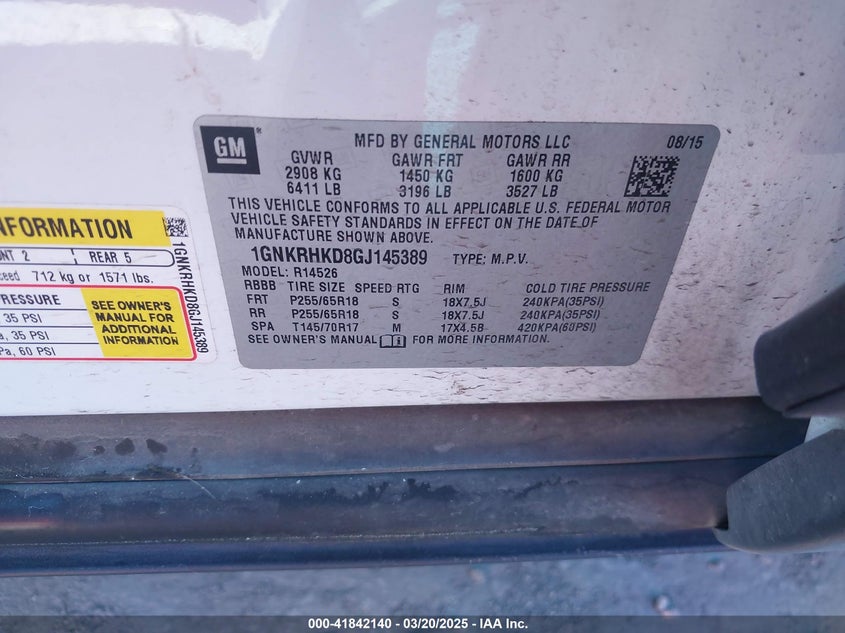 GM ®
MFD BY GENERAL MOTORS LLC 08/15
GVWR GAWR FRT GAWR RR
2908 KG 1450 KG 1600 KG
6411 LB 3196 LB 3527 LB
THIS VEHICLE CONFORMS TO ALL APPLICABLE U.S. FEDERAL MOTOR
VEHICLE SAFETY STANDARDS IN EFFECT ON THE DATE OF
MANUFACTURE SHOWN ABOVE.
1GNKRHKD8GJ145389 TYPE: M.P.V.
MODEL: R14526
RBBB TIRE SIZE SPEED RTG RIM COLD TIRE PRESSURE
FRT P255/65R18 S 18X7.5J 240KPA(35PSI)
RR P255/65R18 S 18X7.5J 240KPA(35PSI)
SPA T145/70R17 M 17X4.5B 420KPA(60PSI)
SEE OWNER'S MANUAL FOR MORE INFORMATION.
INFORMATION
2 REAR 5
712 kg or 1571 lbs.
PRESSURE
35 PSI
35 PSI
60 PSI
SEE OWNER'S
MANUAL FOR
ADDITIONAL
INFORMATION
1GNKRHKD8GJ145389
000-41842140 - 03/20/2025 - IAA Inc.